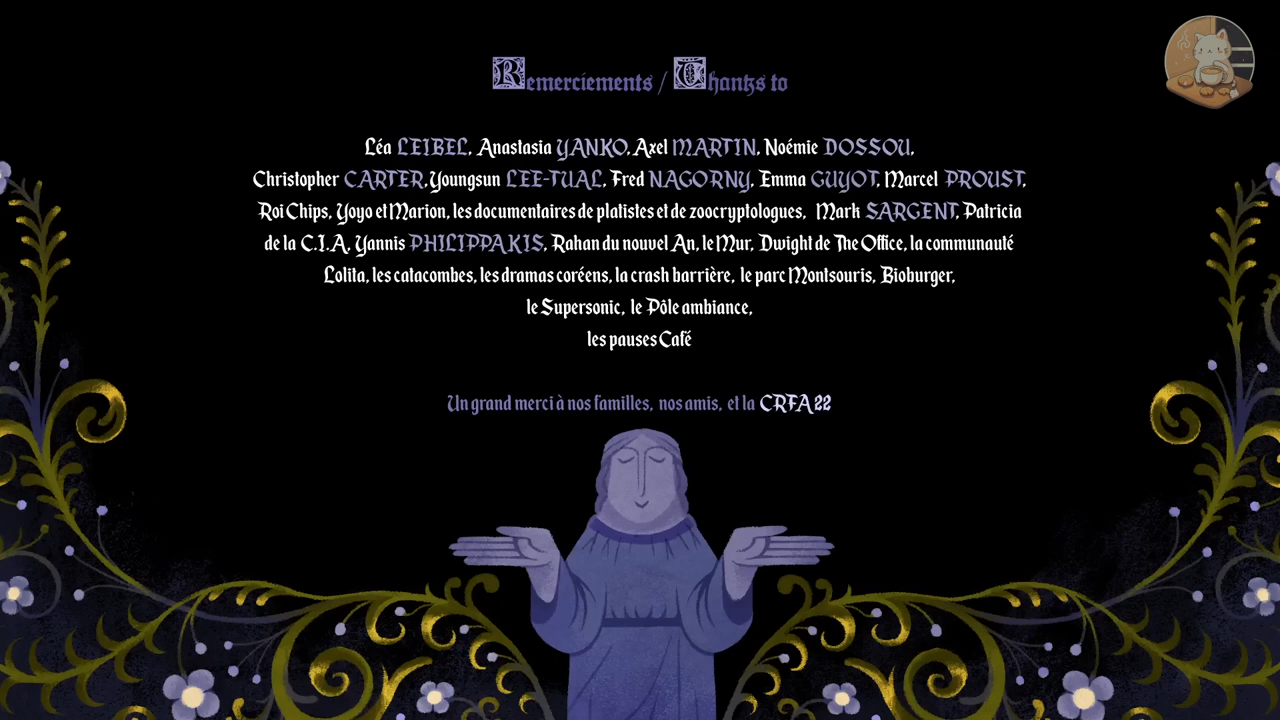 Remerciements / Thanks to
Léa LEIBEL, Anastasia YANKO, Axel MARTIN, Noémie DOSSOU,
Christopher CARTER, Youngsun LEE-TUAL, Fred NAGORNY, Emma GUYOT, Marcel PROUST,
Roi Chips, Yoyo et Marion, les documentaires de platistes et de zoocryptologues, Mark SARGENT, Patricia
de la C.I.A, Yannis PHILIPPAKIS, Rahan du nouvel An, le Mur, Dwight de The Office, la communauté
Lolita, les catacombes, les dramas coréens, la crash barrière, le parc Montsouris, Bioburger,
le Supersonic, le Pôle ambiance,
les pauses Café
Un grand merci à nos familles, nos amis, et la CRFA 22